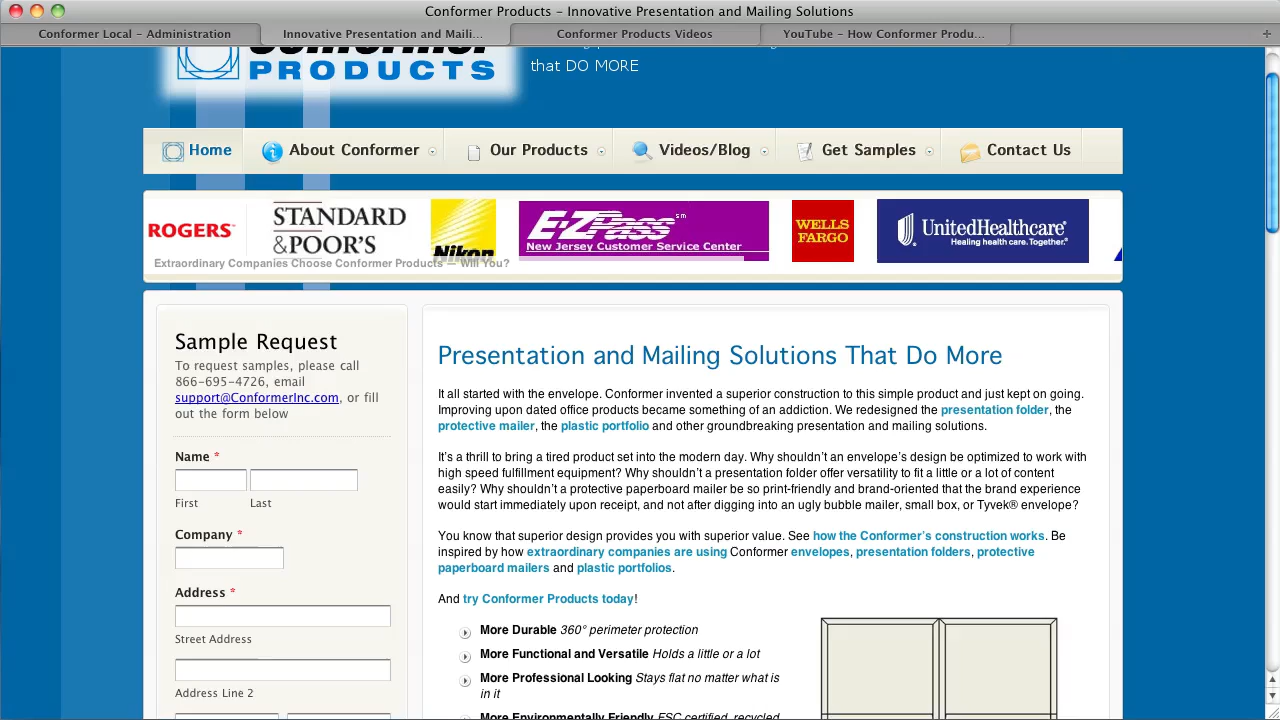 Conformer Products – Innovative Presentation and Mailing Solutions
Conformer Local – Administration
Innovative Presentation and Maili...
Conformer Products Videos
YouTube – How Conformer Produ...
PRODUCTS
that DO MORE
Home
About Conformer
Our Products
Videos/Blog
Get Samples
Contact Us
ROGERS™
STANDARD
&POOR'S
Nikon
E-ZPass℠
New Jersey Customer Service Center
WELLS
FARGO
UnitedHealthcare®
Healing health care. Together.®
Extraordinary Companies Choose Conformer Products — Will You?
Sample Request
To request samples, please call
866-695-4726, email
support@ConformerInc.com, or fill
out the form below
Name *
First
Last
Company *
Address *
Street Address
Address Line 2
Presentation and Mailing Solutions That Do More
It all started with the envelope. Conformer invented a superior construction to this simple product and just kept on going.
Improving upon dated office products became something of an addiction. We redesigned the presentation folder, the
protective mailer, the plastic portfolio and other groundbreaking presentation and mailing solutions.
It's a thrill to bring a tired product set into the modern day. Why shouldn't an envelope's design be optimized to work with
high speed fulfillment equipment? Why shouldn't a presentation folder offer versatility to fit a little or a lot of content
easily? Why shouldn't a protective paperboard mailer be so print-friendly and brand-oriented that the brand experience
would start immediately upon receipt, and not after digging into an ugly bubble mailer, small box, or Tyvek® envelope?
You know that superior design provides you with superior value. See how the Conformer's construction works. Be
inspired by how extraordinary companies are using Conformer envelopes, presentation folders, protective
paperboard mailers and plastic portfolios.
And try Conformer Products today!
More Durable 360° perimeter protection
More Functional and Versatile Holds a little or a lot
More Professional Looking Stays flat no matter what is
in it
More Environmentally Friendly FSC certified, recycled